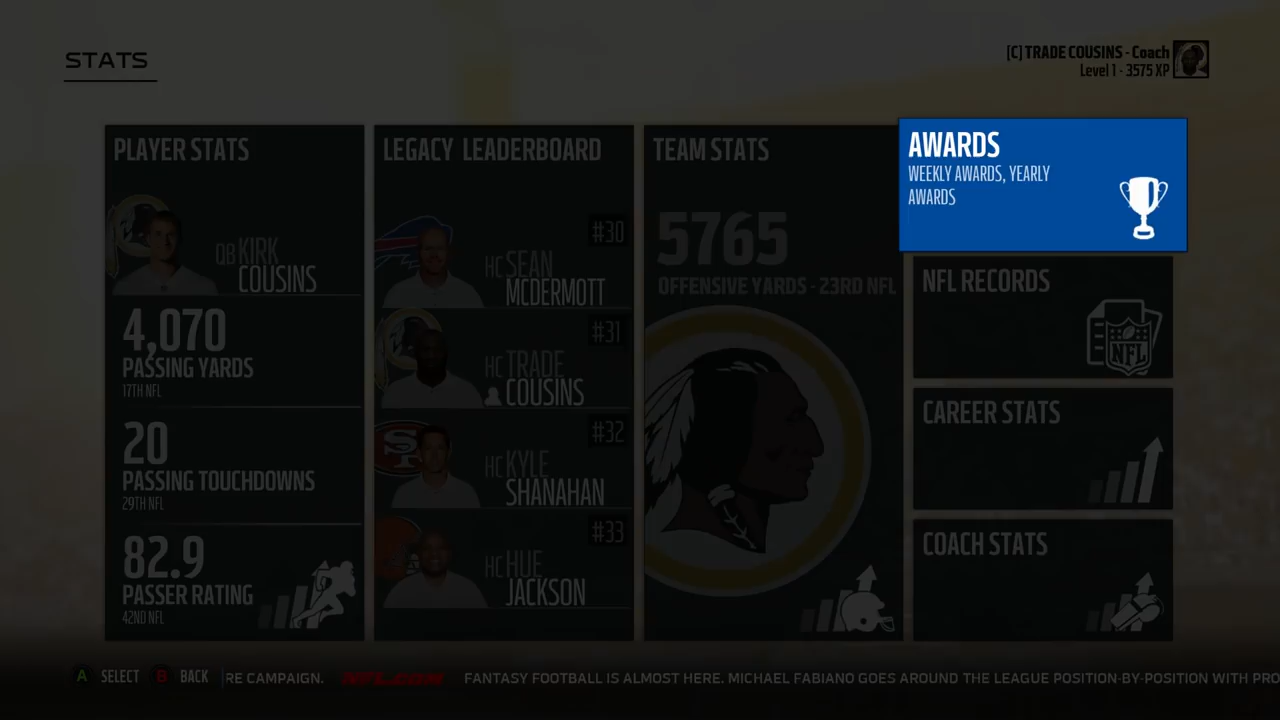 STATS
[C] TRADE COUSINS - Coach
Level 1 - 3575 XP
PLAYER STATS
QB KIRK
COUSINS
4,070
PASSING YARDS
17TH NFL
20
PASSING TOUCHDOWNS
29TH NFL
82.9
PASSER RATING
42ND NFL
LEGACY LEADERBOARD
#30
HC SEAN
MCDERMOTT
#31
HC TRADE
COUSINS
#32
HC KYLE
SHANAHAN
#33
HC HUE
JACKSON
TEAM STATS
5765
OFFENSIVE YARDS - 23RD NFL
AWARDS
WEEKLY AWARDS, YEARLY
AWARDS
NFL RECORDS
NFL
CAREER STATS
COACH STATS
A SELECT B BACK RE CAMPAIGN. NFL.COM FANTASY FOOTBALL IS ALMOST HERE. MICHAEL FABIANO GOES AROUND THE LEAGUE POSITION-BY-POSITION WITH PRO